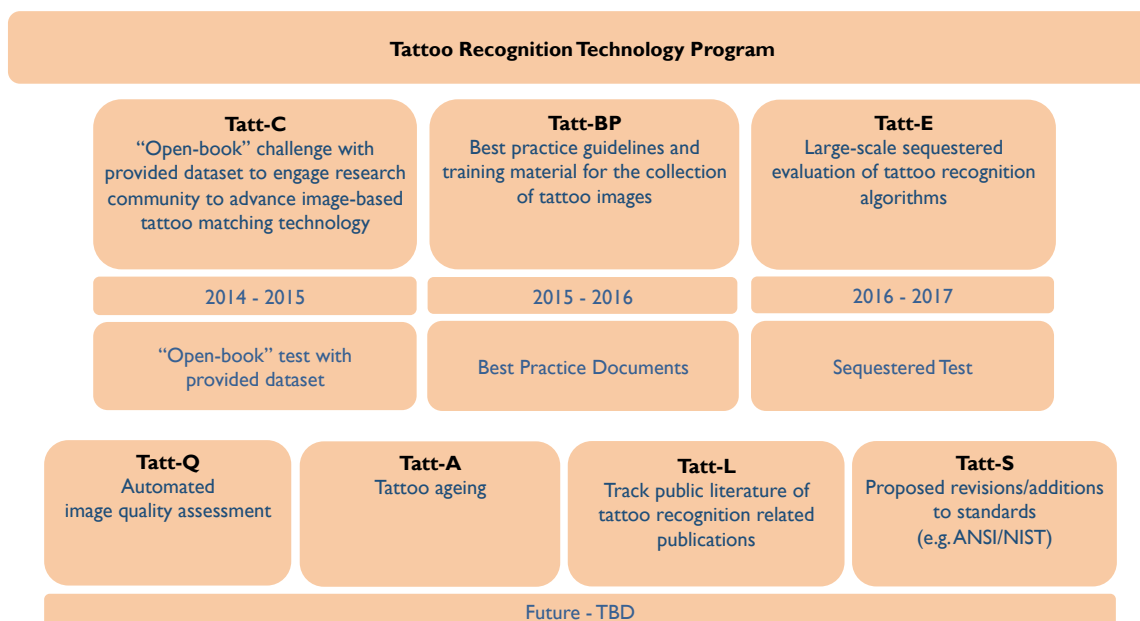 Tattoo Recognition Technology Program
Tatt-C
“Open-book” challenge with
provided dataset to engage research
community to advance image-based
tattoo matching technology
Tatt-BP
Best practice guidelines and
training material for the collection
of tattoo images
Tatt-E
Large-scale sequestered
evaluation of tattoo recognition
algorithms
2014 - 2015
2015 - 2016
2016 - 2017
“Open-book” test with
provided dataset
Best Practice Documents
Sequestered Test
Tatt-Q
Automated
image quality assessment
Tatt-A
Tattoo ageing
Tatt-L
Track public literature of
tattoo recognition related
publications
Tatt-S
Proposed revisions/additions
to standards
(e.g. ANSI/NIST)
Future - TBD